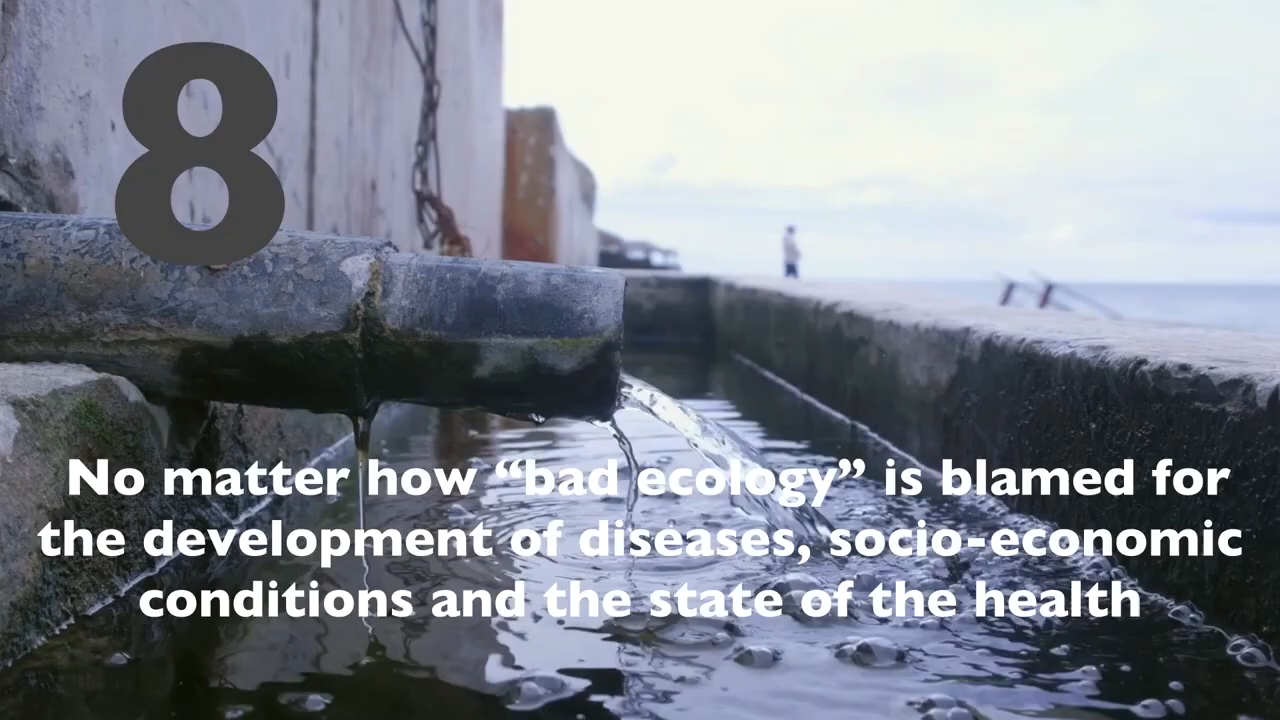 8
No matter how “bad ecology” is blamed for
the development of diseases, socio-economic
conditions and the state of the health